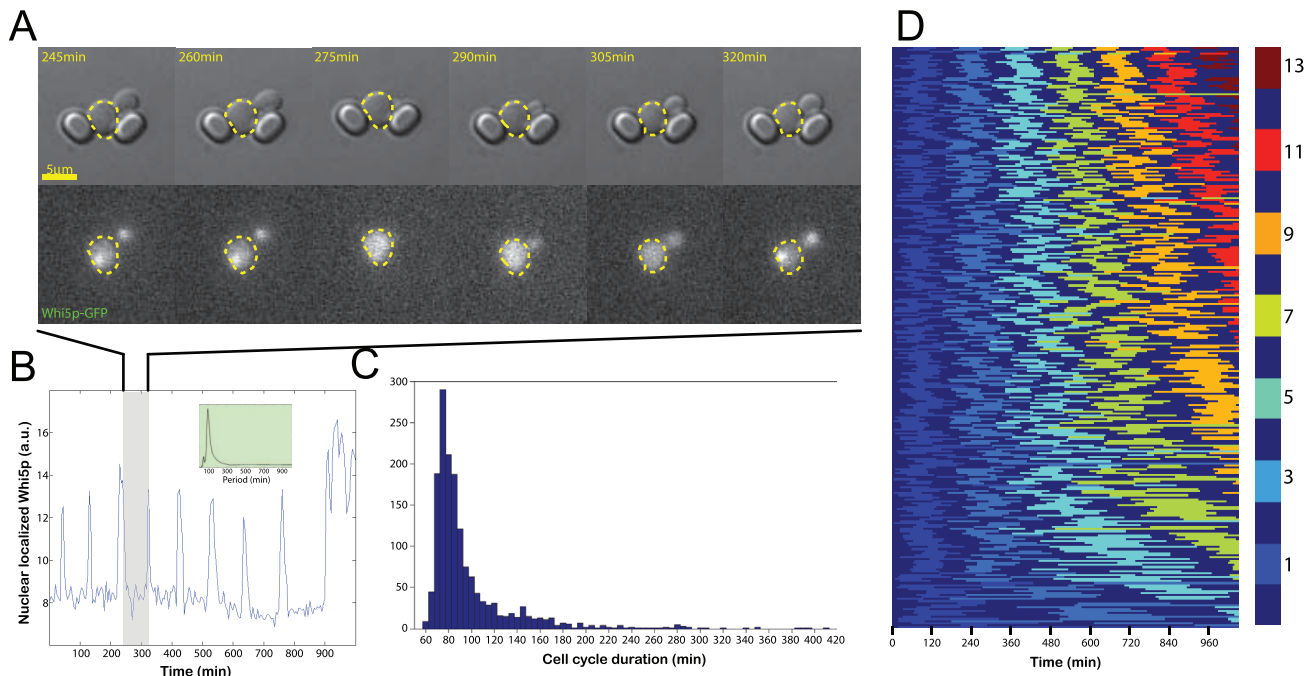 A
245min 260min 275min 290min 305min 320min
5µm
Whi5p-GFP
B
Nuclear localized Whi5p (a.u.)
16
14
12
10
8
100 300 500 700 900
Period (min)
100 200 300 400 500 600 700 800 900
Time (min)
C
300
250
200
150
100
50
0
60 80 100 120 140 160 180 200 220 240 260 280 300 320 340 360 380 400 420
Cell cycle duration (min)
D
0 120 240 360 480 600 720 840 960
Time (min)
13
11
9
7
5
3
1